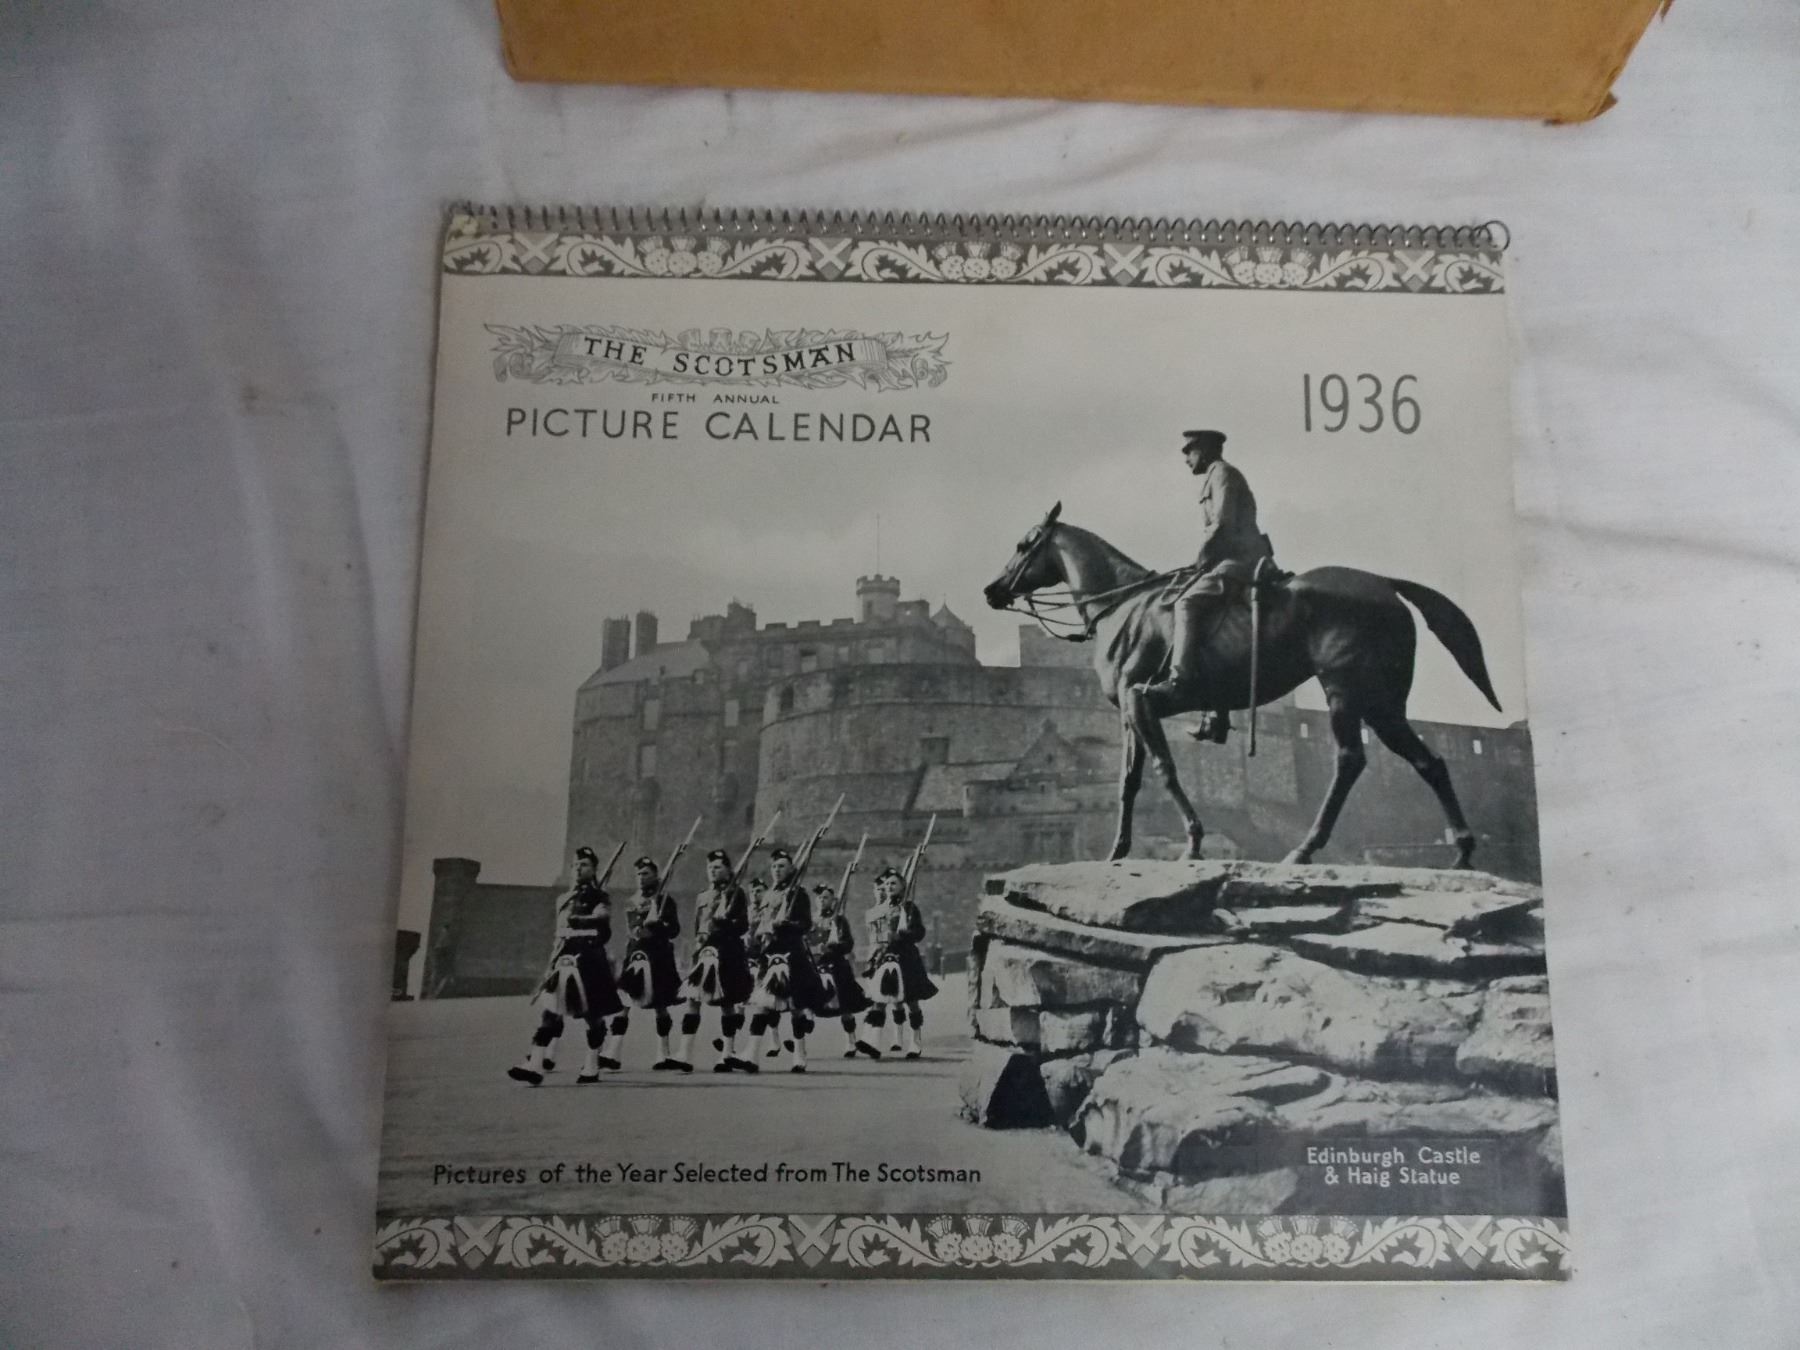 THE SCOTSMAN
FIFTH ANNUAL
PICTURE CALENDAR
1936
Pictures of the Year Selected from The Scotsman
Edinburgh Castle
& Haig Statue